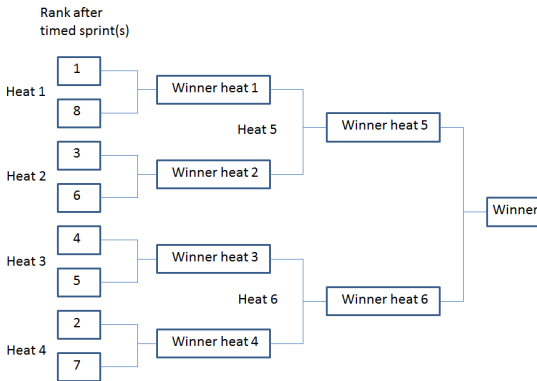 Rank after
timed sprint(s)
Heat 1
1
8
Winner heat 1
Heat 5
Winner heat 5
Heat 2
3
6
Winner heat 2
Winner
Heat 3
4
5
Winner heat 3
Heat 6
Winner heat 6
Heat 4
2
7
Winner heat 4